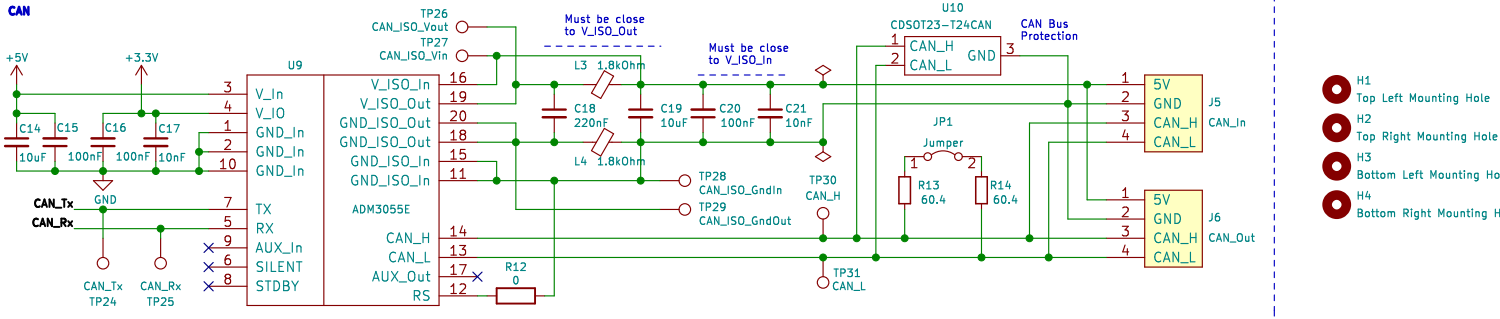 CAN
+5V
+3.3V
C14
10uF
C15
100nF
C16
100nF
C17
10nF
GND
U9
3 V_In
4 V_IO
1 GND_In
2 GND_In
10 GND_In
CAN_Tx
7 TX
CAN_Rx
5 RX
9 AUX_In
6 SILENT
8 STDBY
CAN_Tx
TP24
CAN_Rx
TP25
V_ISO_In 16
V_ISO_Out 19
GND_ISO_Out 20
GND_ISO_Out 18
GND_ISO_In 15
GND_ISO_In 11
ADM3055E
CAN_H 14
CAN_L 13
AUX_Out 17
RS 12
TP26
CAN_ISO_Vout
TP27
CAN_ISO_Vin
Must be close
to V_ISO_Out
L3 1.8kOhm
C18
220nF
L4 1.8kOhm
C19
10uF
Must be close
to V_ISO_In
C20
100nF
C21
10nF
TP28
CAN_ISO_GndIn
TP29
CAN_ISO_GndOut
R12
0
TP30
CAN_H
TP31
CAN_L
U10
CDSOT23-T24CAN
1 CAN_H
2 CAN_L
GND 3
CAN Bus
Protection
JP1
Jumper
1
2
R13
60.4
R14
60.4
1 5V
2 GND
3 CAN_H
4 CAN_L
J5
CAN_In
1 5V
2 GND
3 CAN_H
4 CAN_L
J6
CAN_Out
H1
Top Left Mounting Hole
H2
Top Right Mounting Hole
H3
Bottom Left Mounting Ho
H4
Bottom Right Mounting H